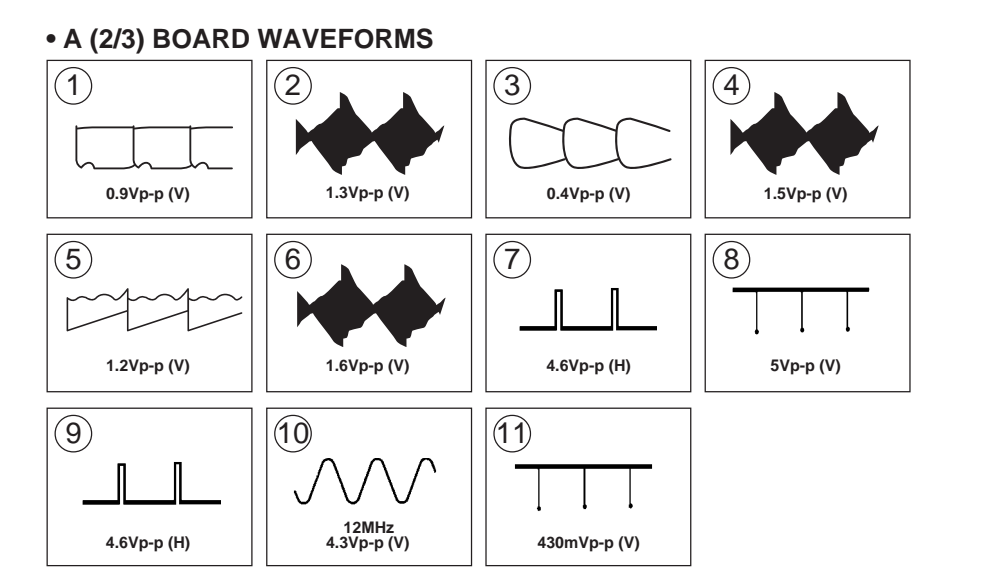 • A (2/3) BOARD WAVEFORMS
1
0.9Vp-p (V)
2
1.3Vp-p (V)
3
0.4Vp-p (V)
4
1.5Vp-p (V)
5
1.2Vp-p (V)
6
1.6Vp-p (V)
7
4.6Vp-p (H)
8
5Vp-p (V)
9
4.6Vp-p (H)
10
12MHz
4.3Vp-p (V)
11
430mVp-p (V)